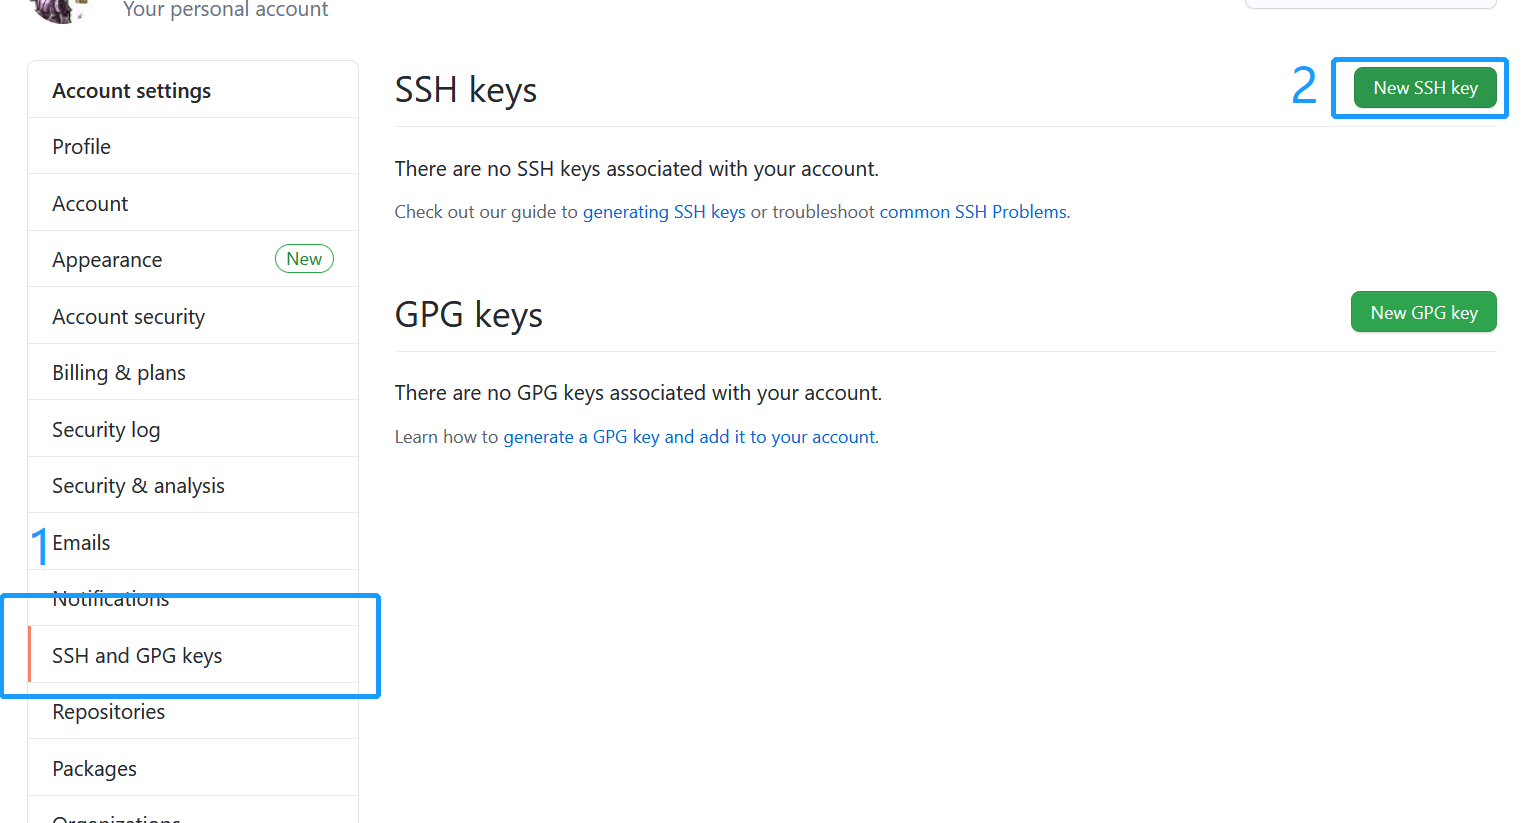 Your personal account
Account settings
Profile
Account
Appearance New
Account security
Billing & plans
Security log
Security & analysis
1 Emails
Notifications
SSH and GPG keys
Repositories
Packages
Organizations
SSH keys 2 New SSH key
There are no SSH keys associated with your account.
Check out our guide to generating SSH keys or troubleshoot common SSH Problems.
GPG keys New GPG key
There are no GPG keys associated with your account.
Learn how to generate a GPG key and add it to your account.